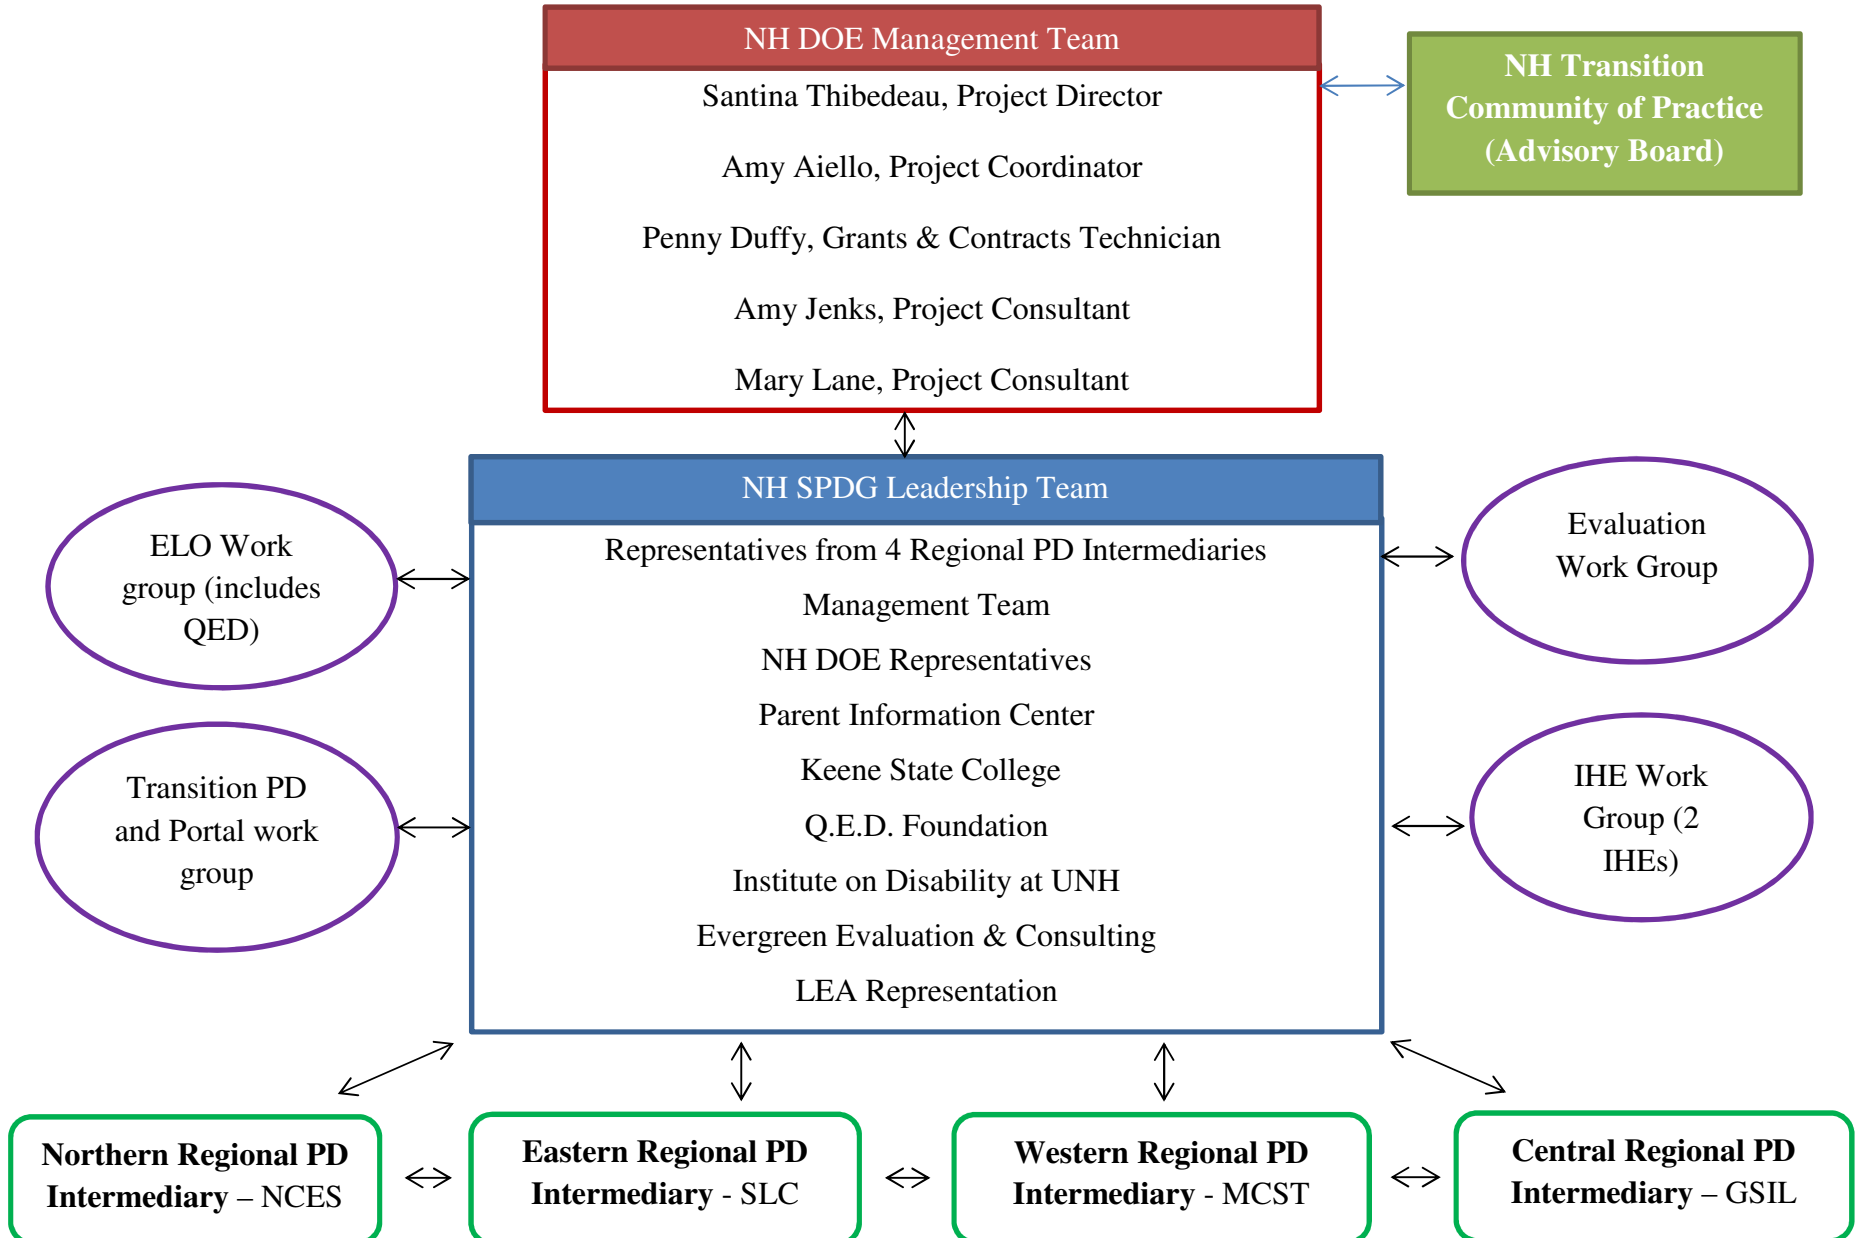 NH DOE Management Team
Santina Thibedeau, Project Director
Amy Aiello, Project Coordinator
Penny Duffy, Grants & Contracts Technician
Amy Jenks, Project Consultant
Mary Lane, Project Consultant
NH Transition
Community of Practice
(Advisory Board)
NH SPDG Leadership Team
Representatives from 4 Regional PD Intermediaries
Management Team
NH DOE Representatives
Parent Information Center
Keene State College
Q.E.D. Foundation
Institute on Disability at UNH
Evergreen Evaluation & Consulting
LEA Representation
ELO Work
group (includes
QED)
Transition PD
and Portal work
group
Evaluation
Work Group
IHE Work
Group (2
IHEs)
Northern Regional PD
Intermediary – NCES
Eastern Regional PD
Intermediary - SLC
Western Regional PD
Intermediary - MCST
Central Regional PD
Intermediary – GSIL